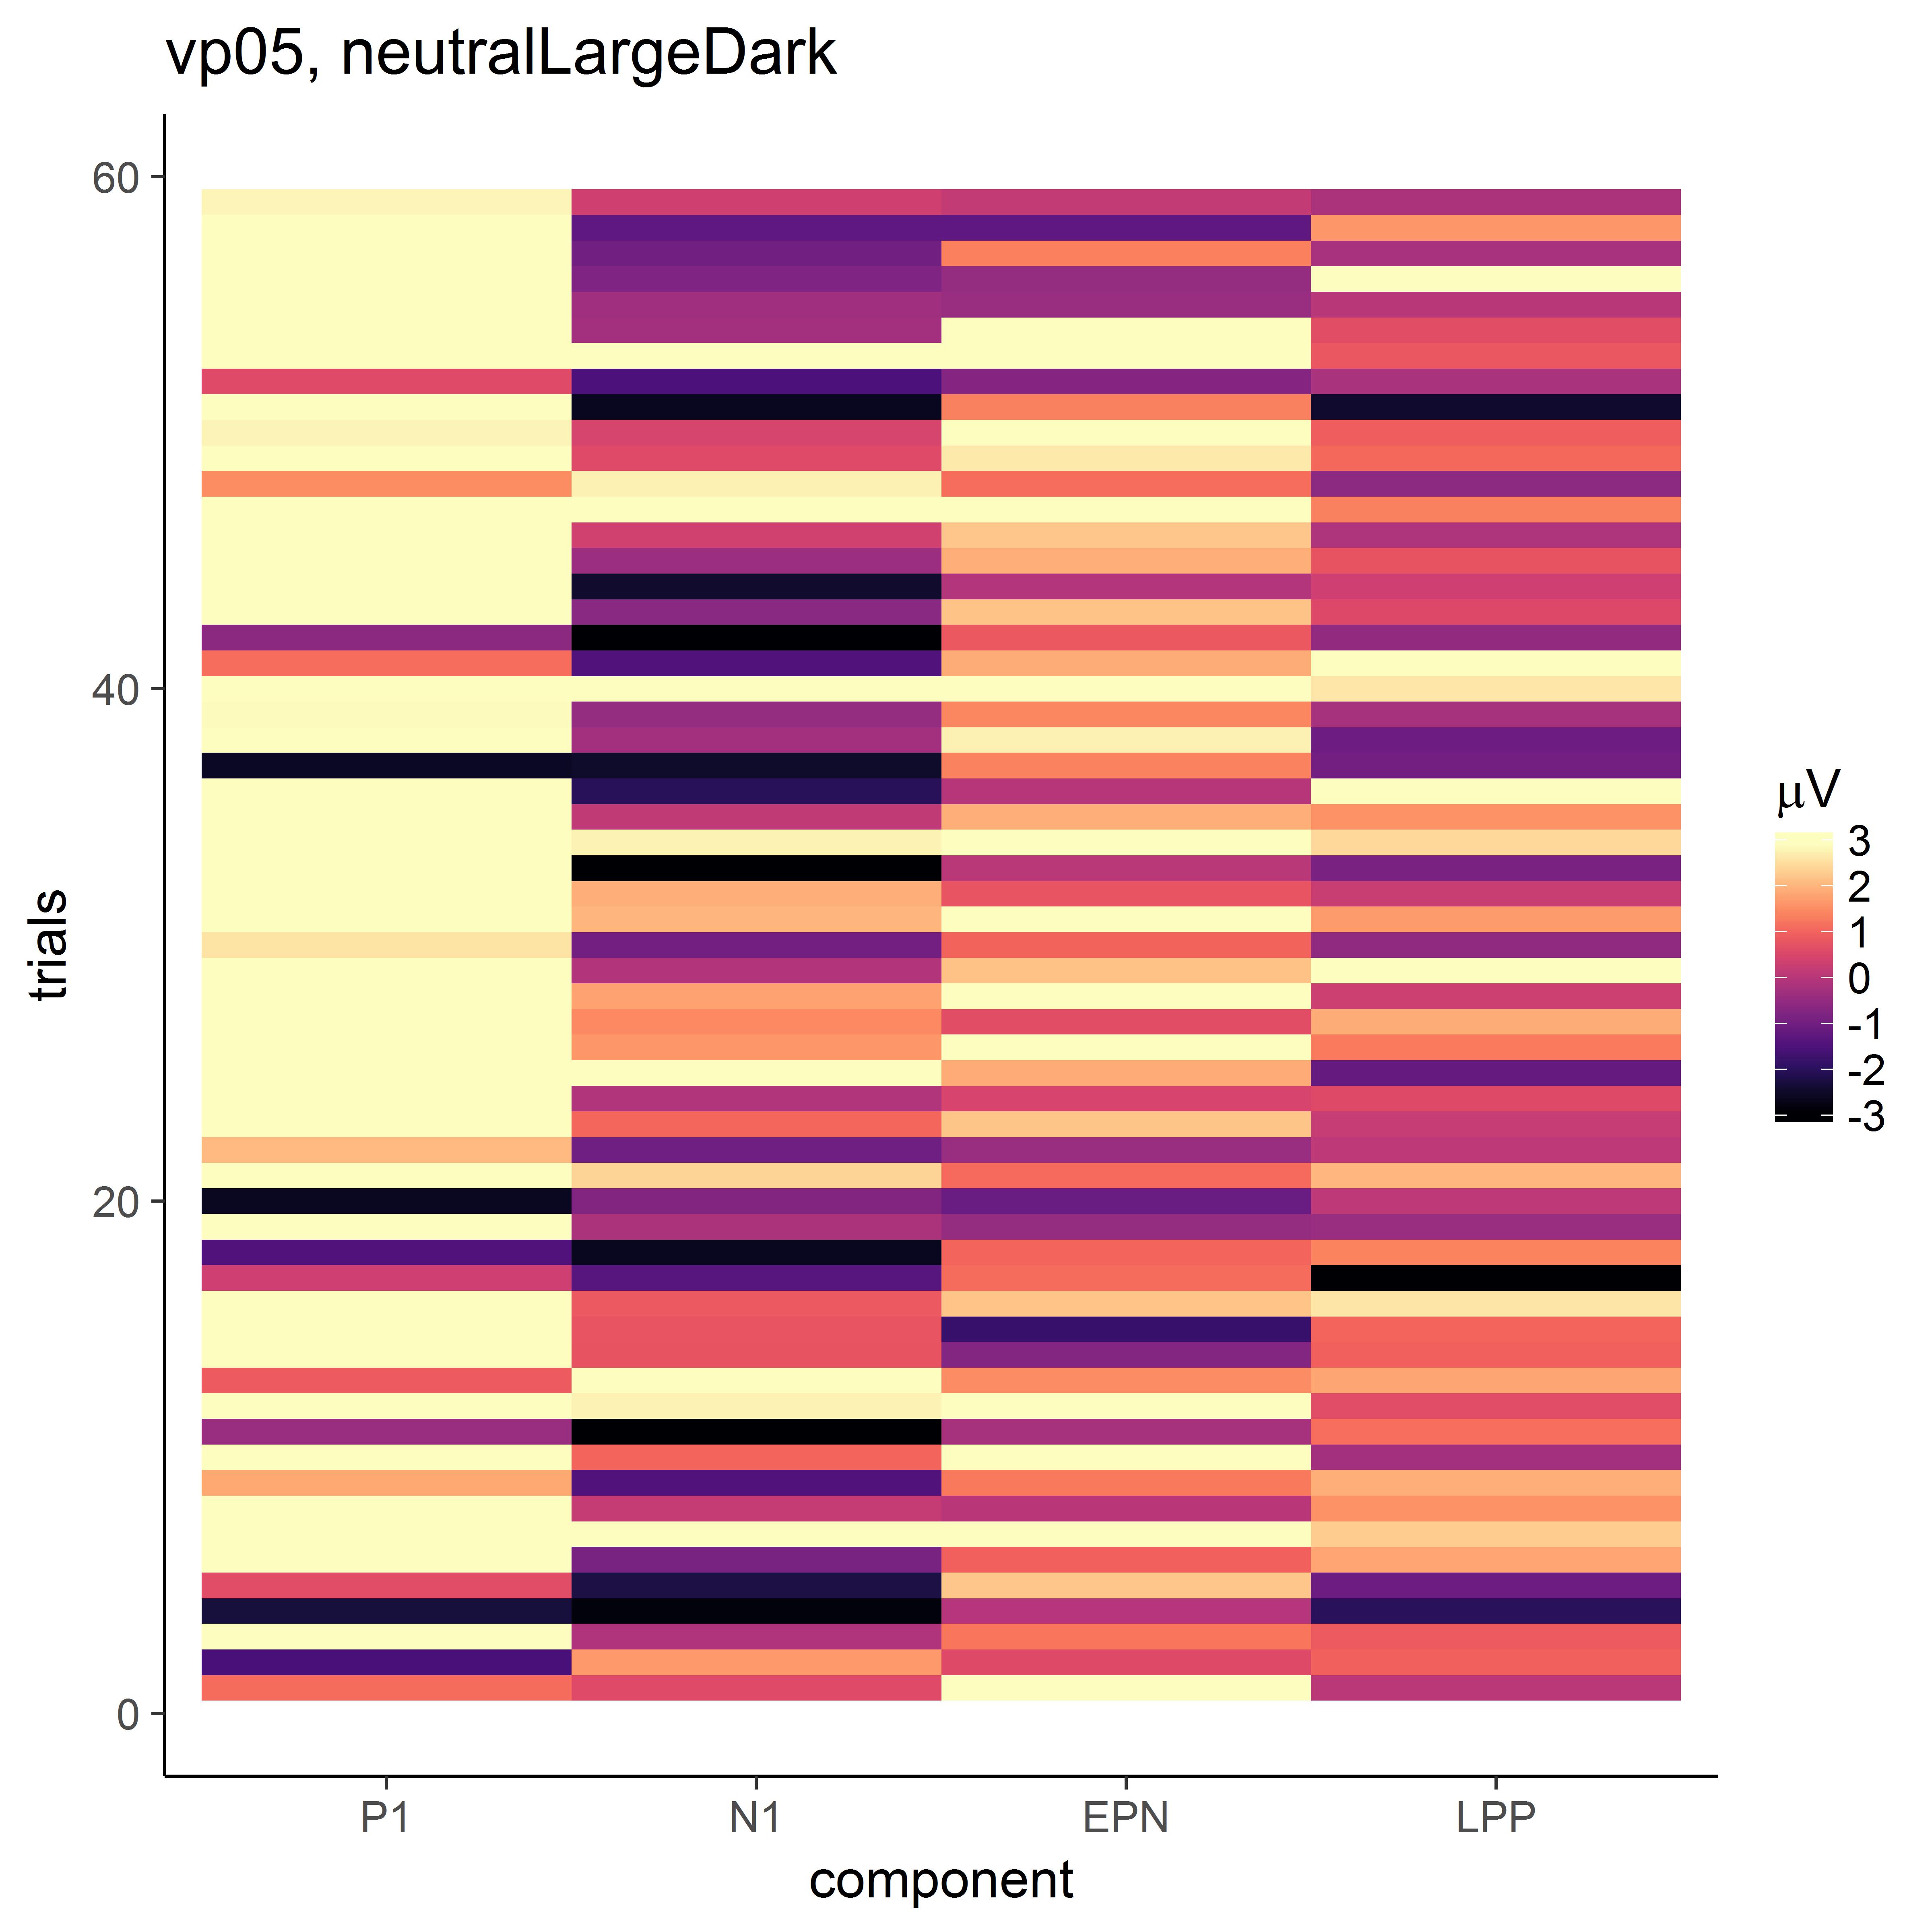 vp05, neutralLargeDark
60
40
20
0
trials
P1
N1
EPN
LPP
component
μV
3
2
1
0
-1
-2
-3